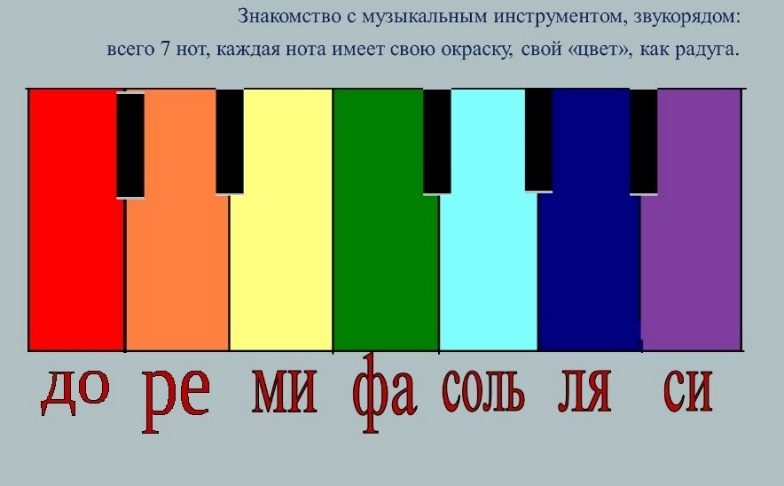 Знакомство с музыкальным инструментом, звукорядом:
всего 7 нот, каждая нота имеет свою окраску, свой «цвет», как радуга.
до ре ми фа соль ля си